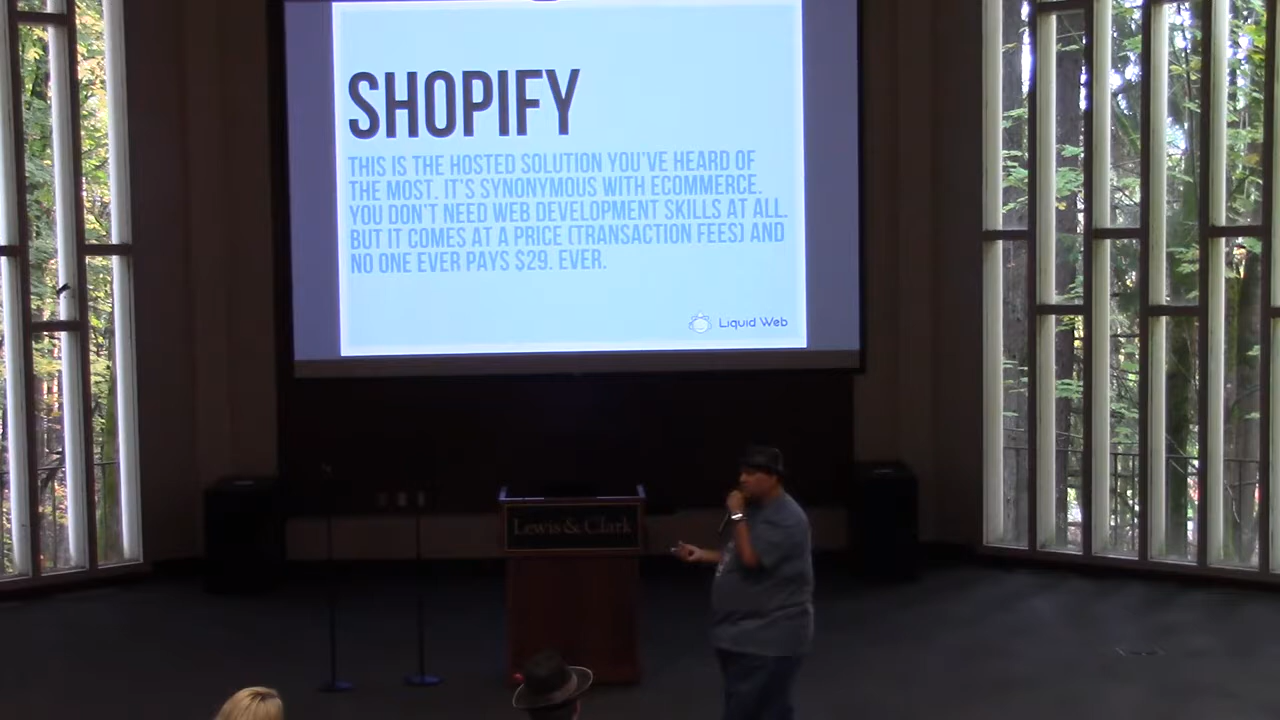 SHOPIFY
THIS IS THE HOSTED SOLUTION YOU'VE HEARD OF
THE MOST. IT'S SYNONYMOUS WITH ECOMMERCE.
YOU DON'T NEED WEB DEVELOPMENT SKILLS AT ALL.
BUT IT COMES AT A PRICE (TRANSACTION FEES) AND
NO ONE EVER PAYS $29. EVER.
Liquid Web
Lewis & Clark